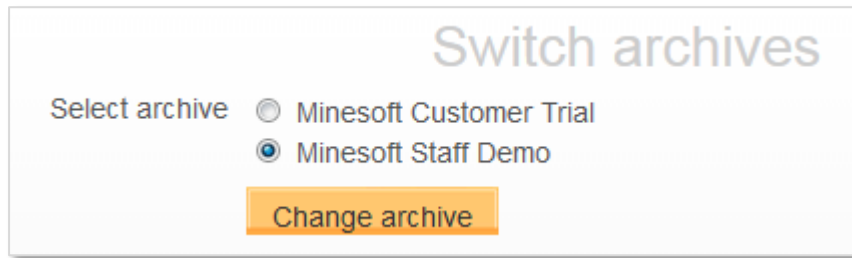 Switch archives
Select archive Minesoft Customer Trial
Minesoft Staff Demo
Change archive